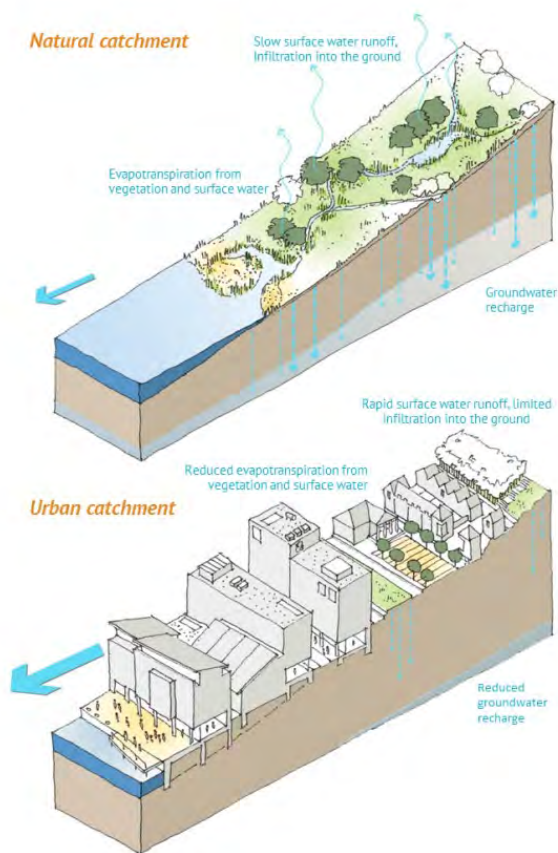 Natural catchment
Slow surface water runoff,
Infiltration into the ground
Evapotranspiration from
vegetation and surface water
Groundwater
recharge
Rapid surface water runoff, limited
infiltration into the ground
Reduced evapotranspiration from
vegetation and surface water
Urban catchment
Reduced
groundwater
recharge